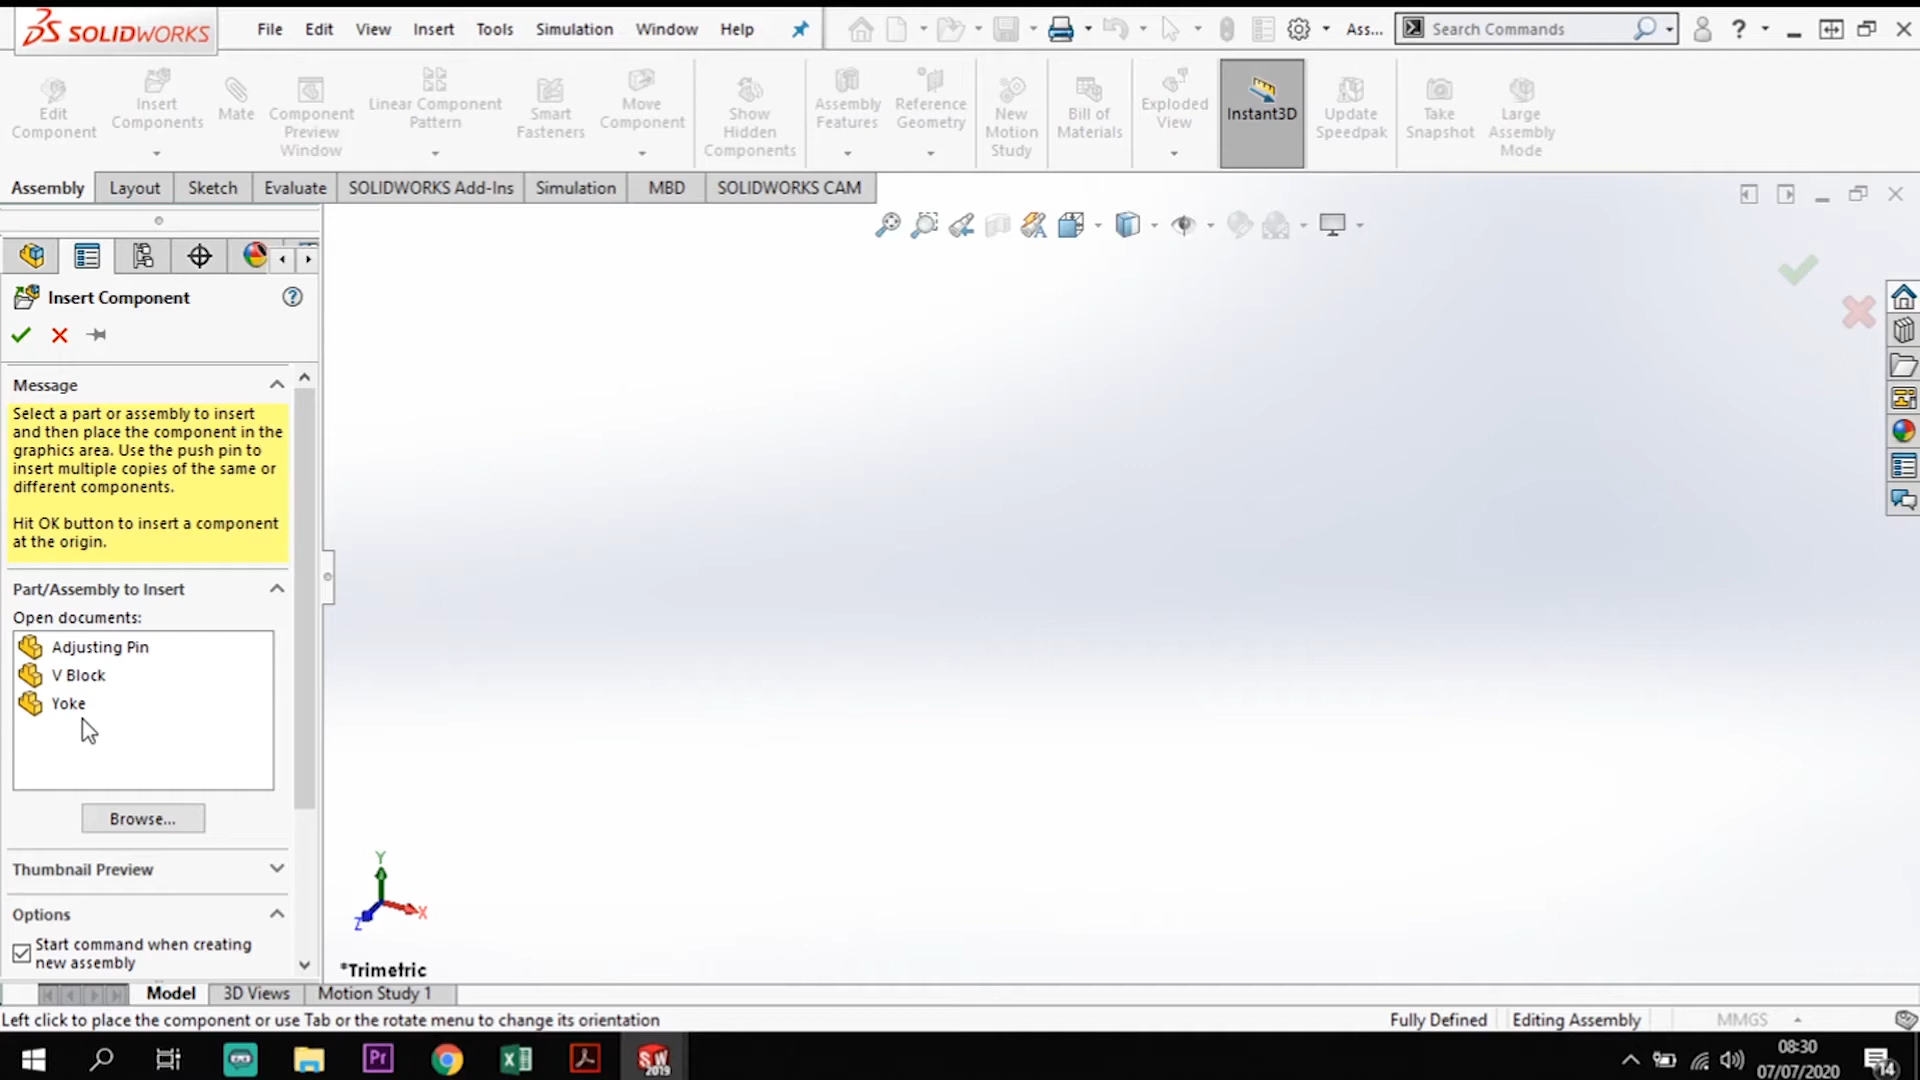 SOLIDWORKS File Edit View Insert Tools Simulation Window Help Ass... Search Commands ?
Edit Component
Insert Components
Mate
Component Preview Window
Linear Component Pattern
Smart Fasteners
Move Component
Show Hidden Components
Assembly Features
Reference Geometry
New Motion Study
Bill of Materials
Exploded View
Instant3D
Update Speedpak
Take Snapshot
Large Assembly Mode
Assembly Layout Sketch Evaluate SOLIDWORKS Add-Ins Simulation MBD SOLIDWORKS CAM
Insert Component ?
Message
Select a part or assembly to insert
and then place the component in the
graphics area. Use the push pin to
insert multiple copies of the same or
different components.
Hit OK button to insert a component
at the origin.
Part/Assembly to Insert
Open documents:
Adjusting Pin
V Block
Yoke
Browse...
Thumbnail Preview
Options
Start command when creating
new assembly
Y
X
Z
*Trimetric
Model 3D Views Motion Study 1
Left click to place the component or use Tab or the rotate menu to change its orientation Fully Defined Editing Assembly MMGS
Pr
SW
2019
08:30
07/07/2020
14